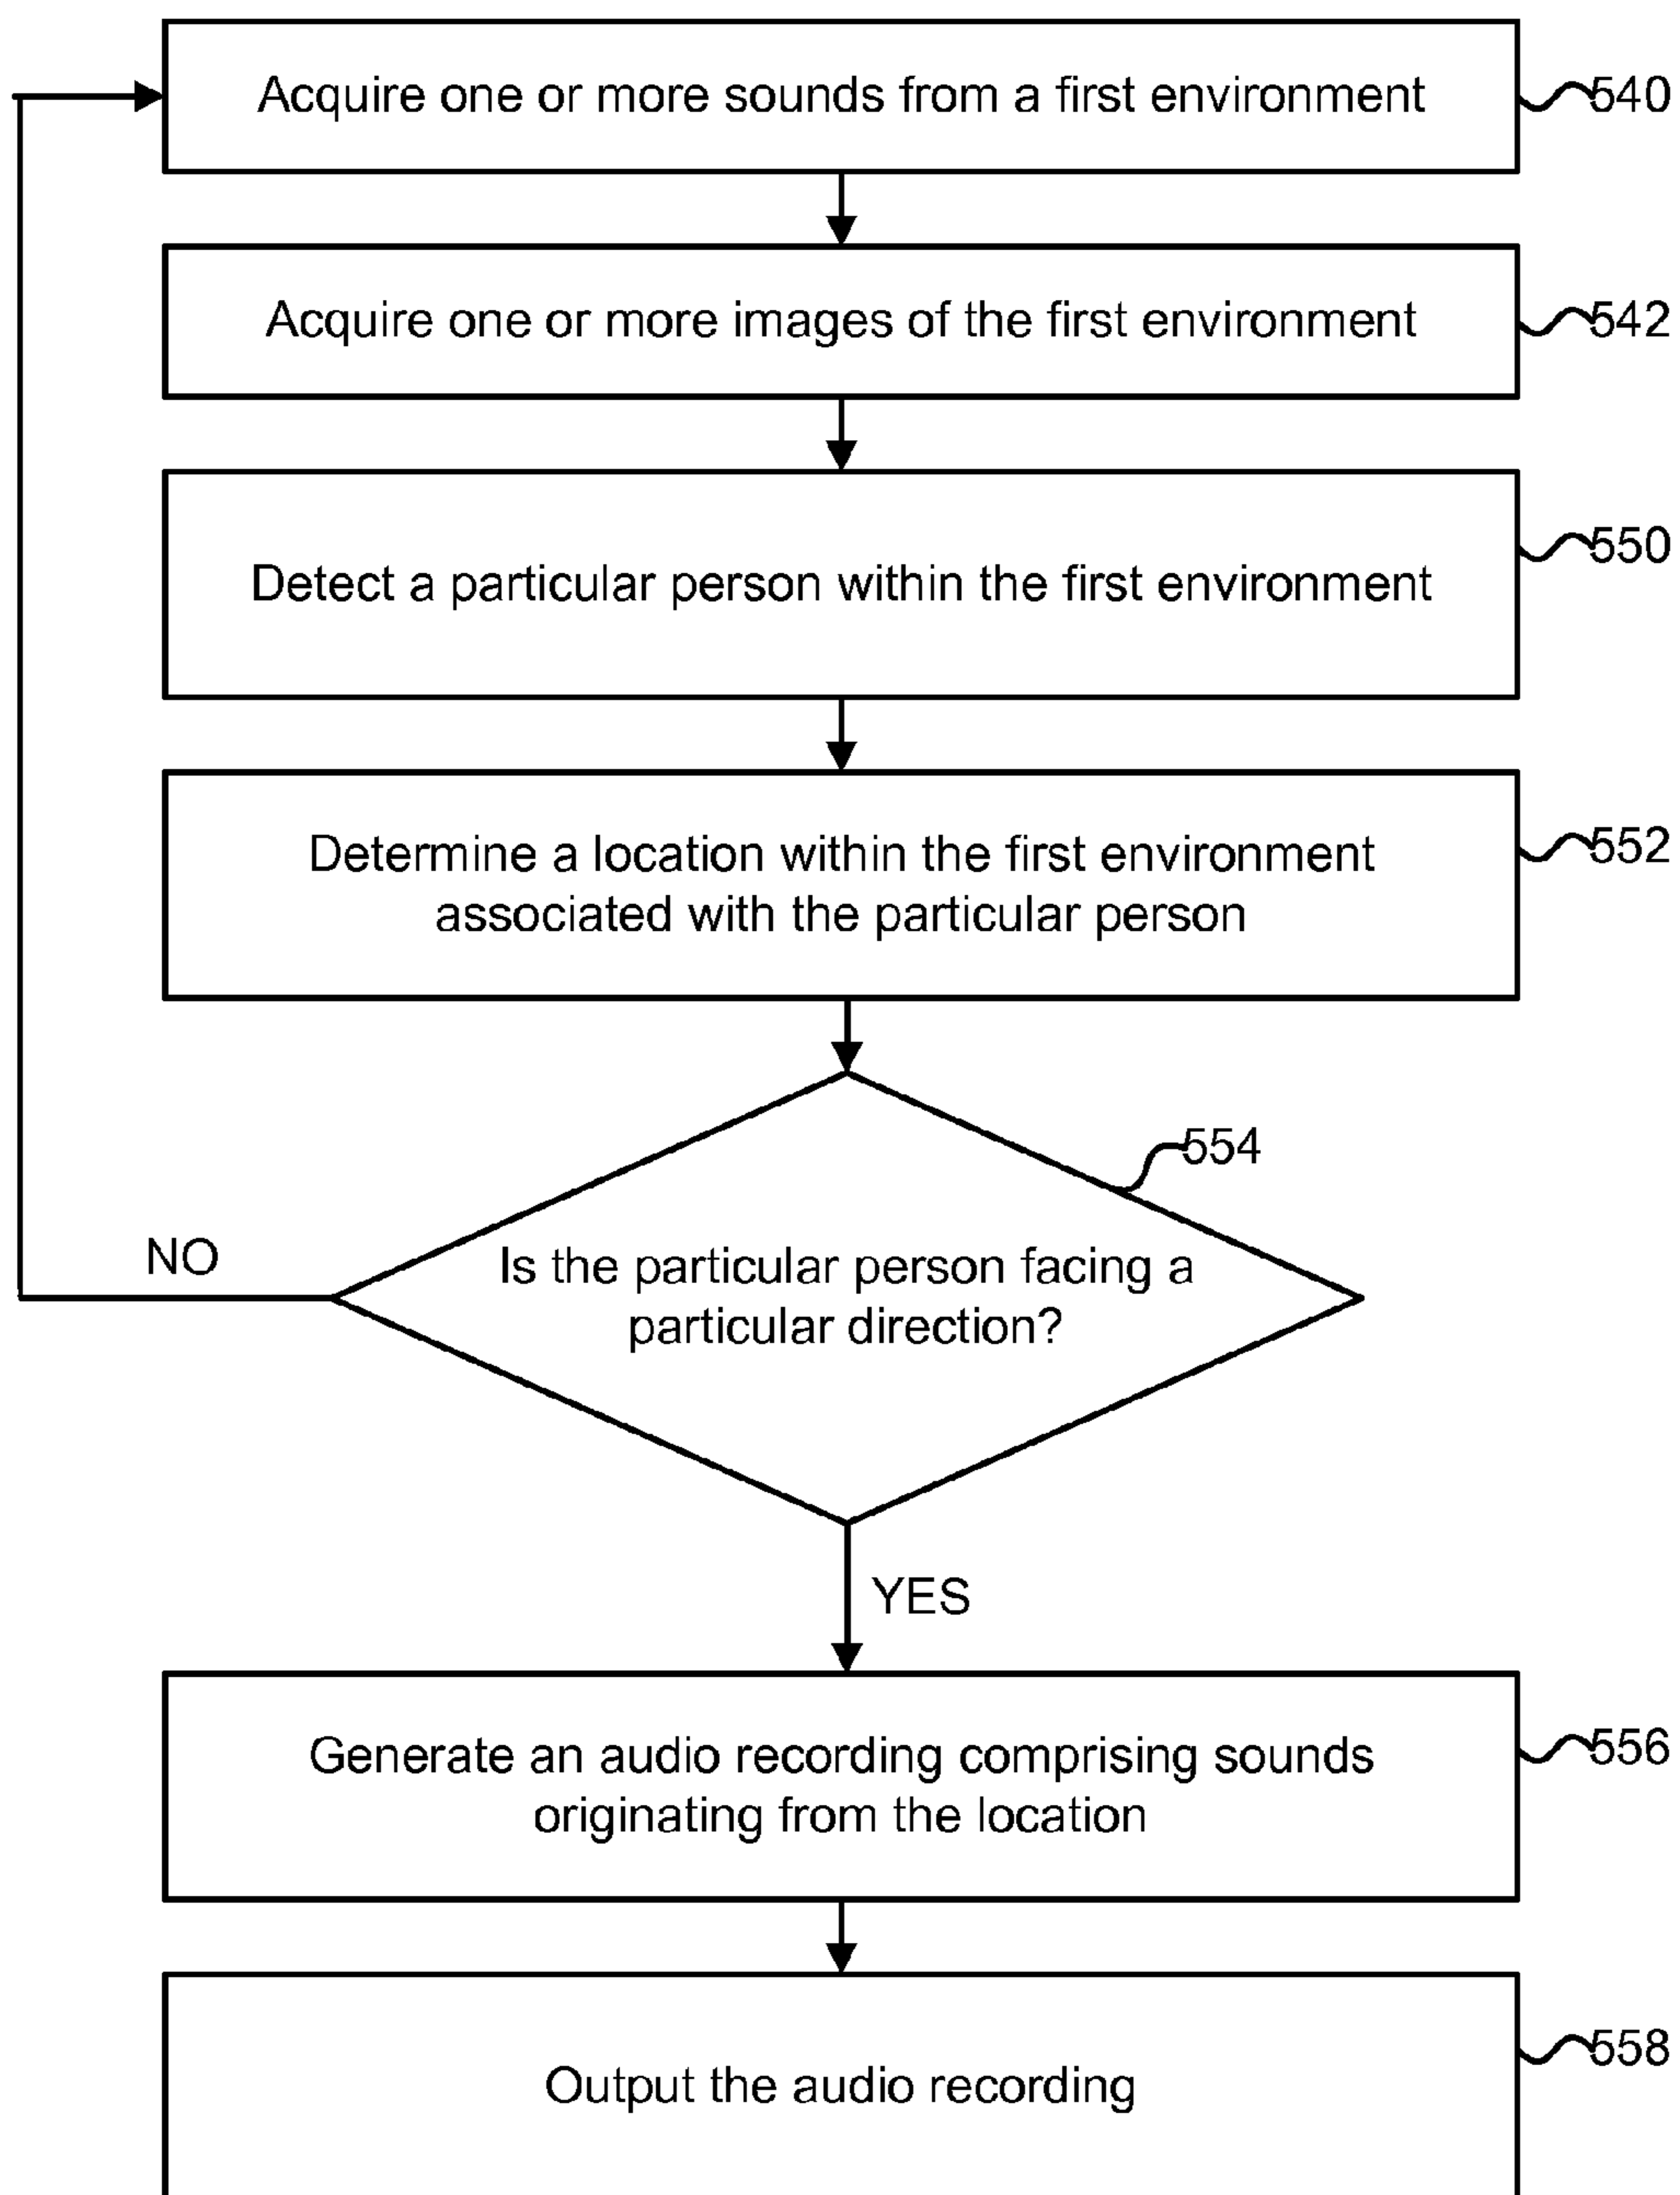 Acquire one or more sounds from a first environment
540
Acquire one or more images of the first environment
542
550
Detect a particular person within the first environment
552
Determine a location within the first environment
associated with the particular person
554
NO
Is the particular person facing a
particular direction?
YES
556
Generate an audio recording comprising sounds
originating from the location
558
Output the audio recording